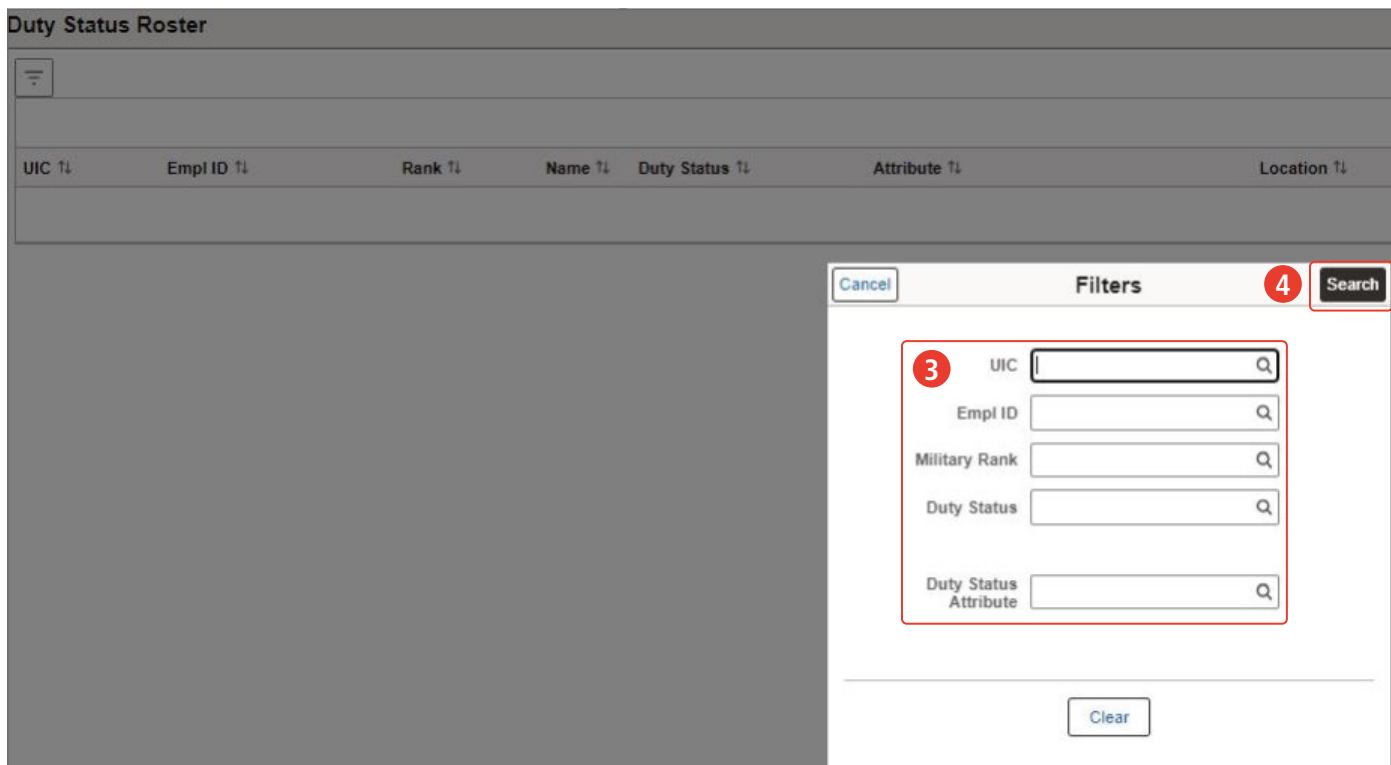 Duty Status Roster
UIC Empl ID Rank Name Duty Status Attribute Location
Cancel Filters 4 Search
3 UIC
Empl ID
Military Rank
Duty Status
Duty Status
Attribute
Clear